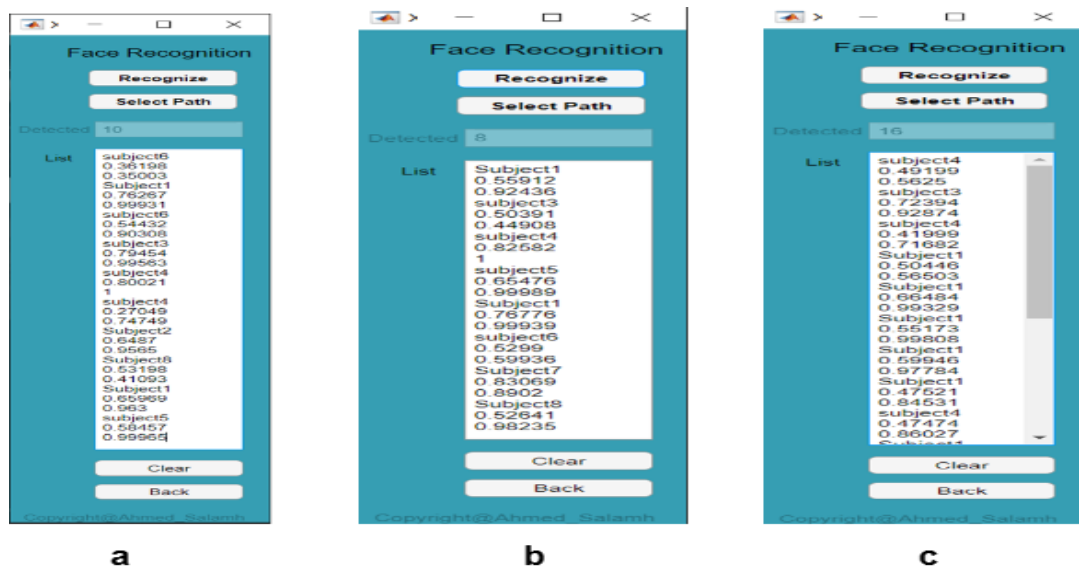 Face Recognition
Recognize
Select Path
Detected 10
List
subject6
0.36198
0.35003
Subject1
0.76267
0.99931
subject6
0.54432
0.90308
subject3
0.79454
0.99563
subject4
0.80021
1
subject4
0.27049
0.74749
Subject2
0.6487
0.9565
Subject8
0.53198
0.41093
Subject1
0.65969
0.963
subject5
0.58457
0.99965
Clear
Back
Copyright@Ahmed_Salamh
a
Face Recognition
Recognize
Select Path
Detected 8
List
Subject1
0.55912
0.92436
subject3
0.50391
0.44908
subject4
0.82582
1
subject5
0.65476
0.99989
Subject1
0.76776
0.99939
subject6
0.5299
0.59936
Subject7
0.83069
0.8902
Subject8
0.52641
0.98235
Clear
Back
Copyright@Ahmed_Salamh
b
Face Recognition
Recognize
Select Path
Detected 16
List
subject4
0.49199
0.5625
subject3
0.72394
0.92874
subject4
0.41999
0.71682
Subject1
0.50446
0.56503
Subject1
0.66484
0.99329
Subject1
0.55173
0.99808
Subject1
0.59946
0.97784
Subject1
0.47521
0.84531
subject4
0.47474
0.86027
Subject1
Clear
Back
Copyright@Ahmed_Salamh
c